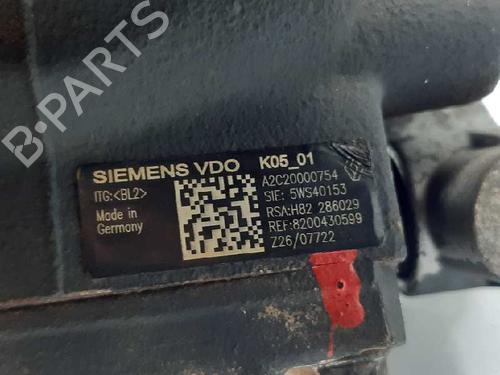 SIEMENS VDO K05_01
ITG:<BL2> A2C20000754
SIE: 5WS40153
Made in RSA:H82 286029
Germany REF:8200430599
Z26/07722
B-PARTS